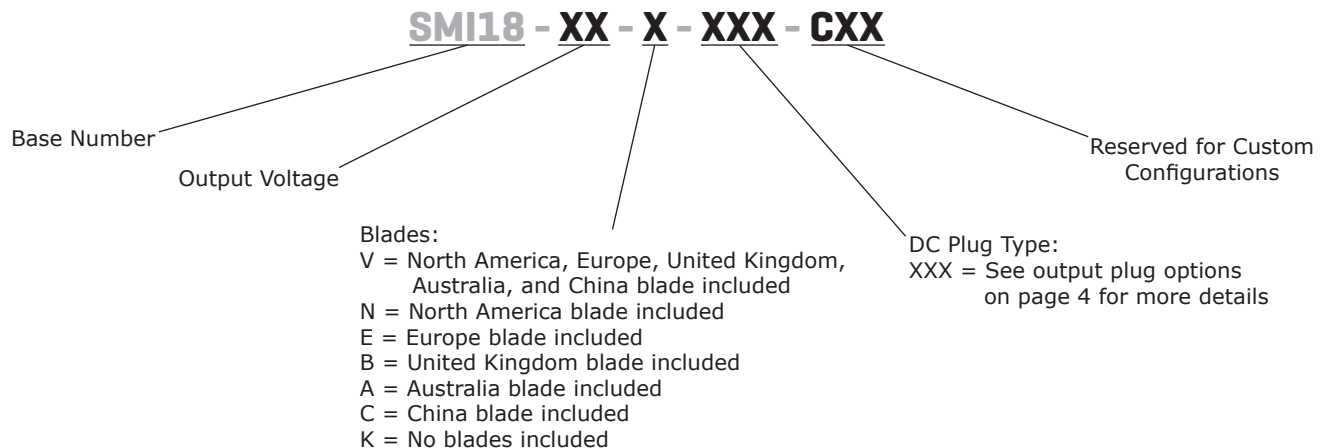 SMI18 - XX - X - XXX - CXX
Base Number
Output Voltage
Blades:
V = North America, Europe, United Kingdom,
Australia, and China blade included
N = North America blade included
E = Europe blade included
B = United Kingdom blade included
A = Australia blade included
C = China blade included
K = No blades included
DC Plug Type:
XXX = See output plug options
on page 4 for more details
Reserved for Custom
Configurations